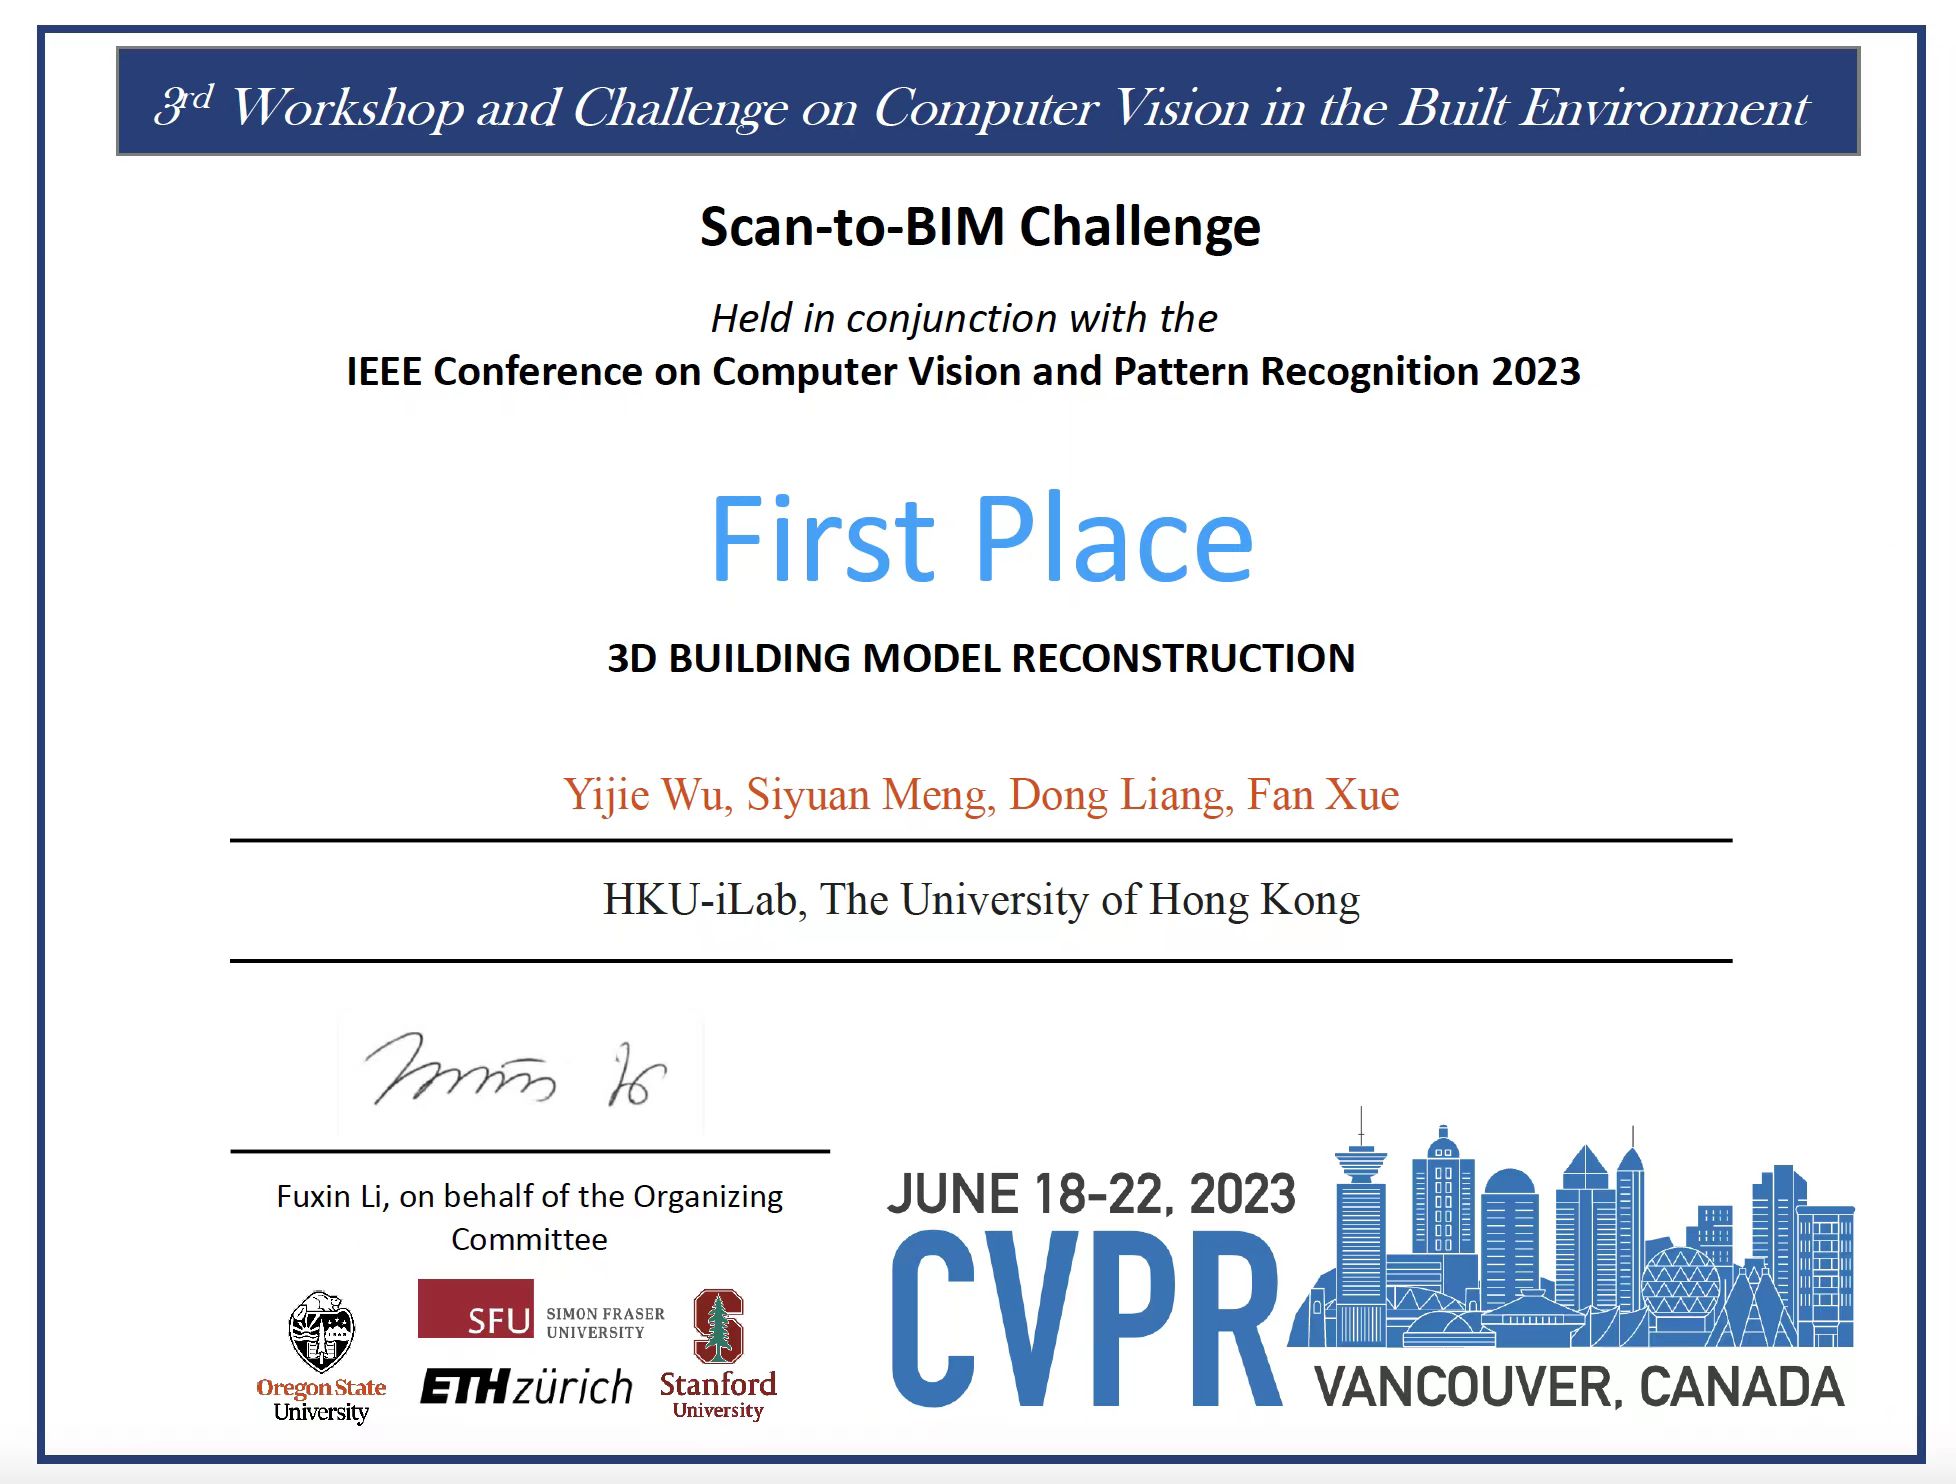 3rd Workshop and Challenge on Computer Vision in the Built Environment
Scan-to-BIM Challenge
Held in conjunction with the
IEEE Conference on Computer Vision and Pattern Recognition 2023
First Place
3D BUILDING MODEL RECONSTRUCTION
Yijie Wu, Siyuan Meng, Dong Liang, Fan Xue
HKU-iLab, The University of Hong Kong
Fuxin Li, on behalf of the Organizing
Committee
Oregon State
University
SFU
SIMON FRASER
UNIVERSITY
ETH zürich
Stanford
University
JUNE 18-22, 2023
CVPR
VANCOUVER, CANADA